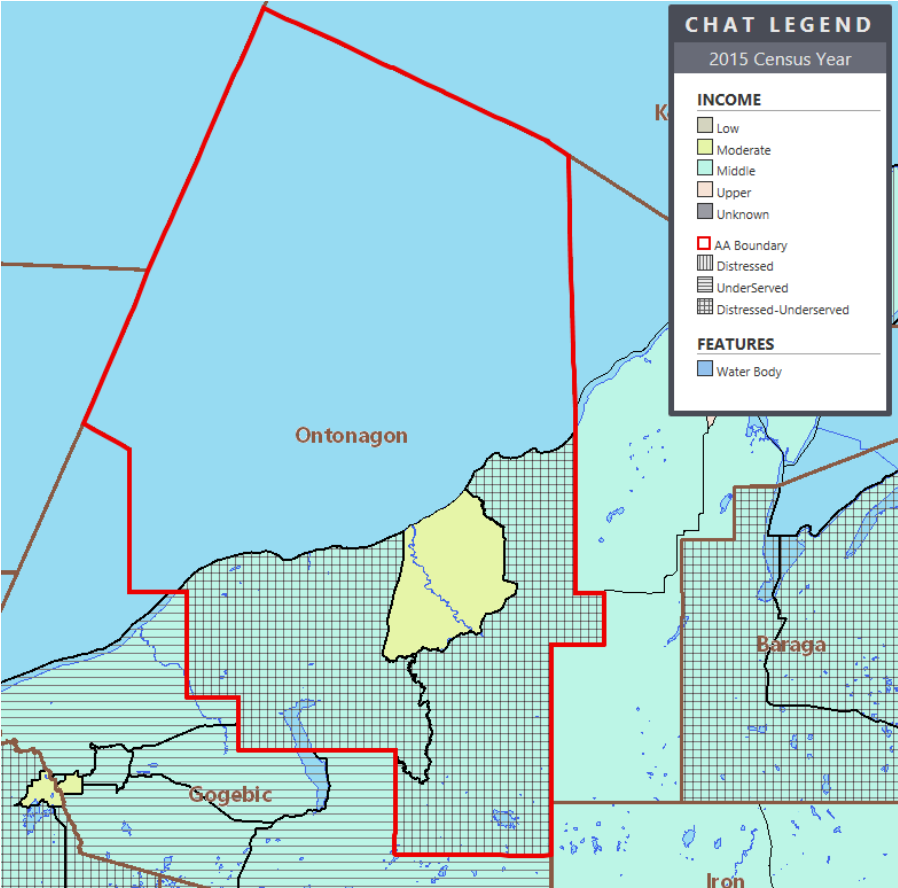 CHAT LEGEND
2015 Census Year
INCOME
Low
Moderate
Middle
Upper
Unknown
AA Boundary
Distressed
UnderServed
Distressed-Underserved
FEATURES
Water Body
K
Ontonagon
Baraga
Gogebic
Iron